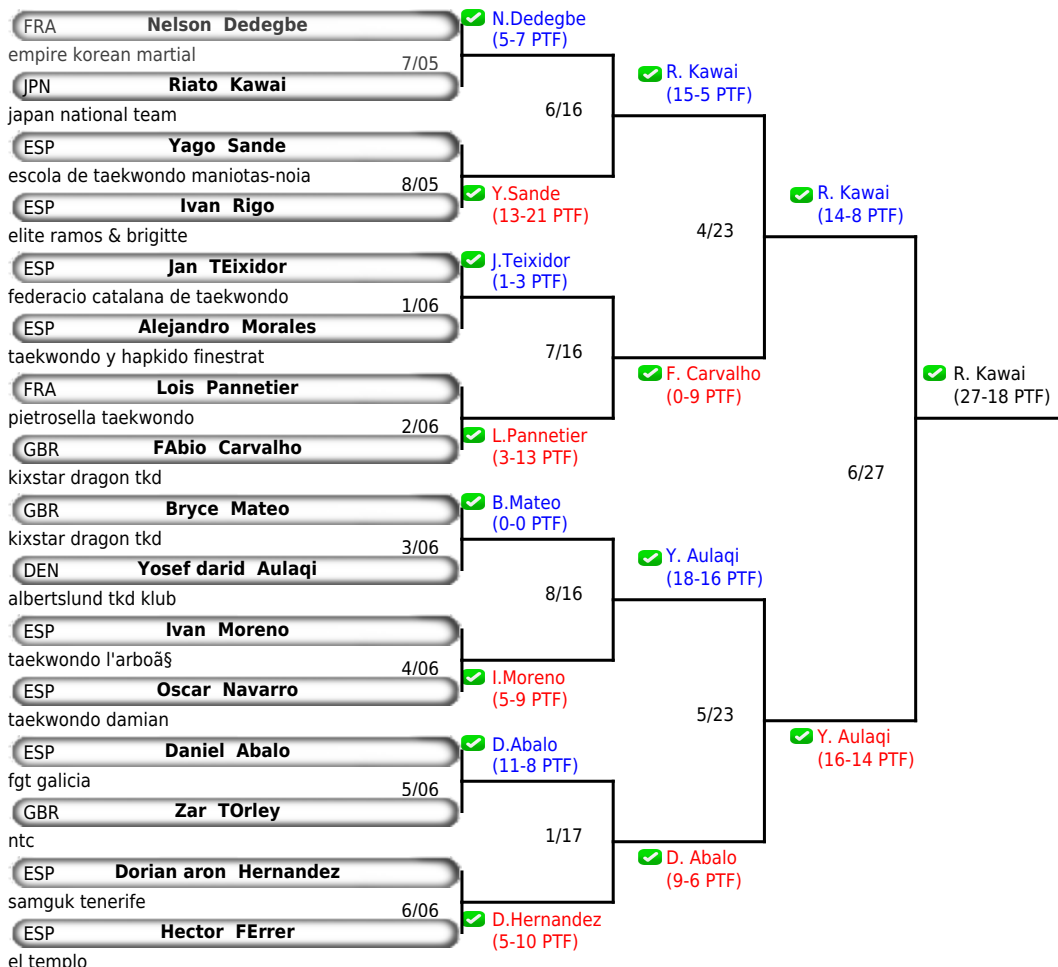 FRA Nelson Dedegbe
empire korean martial
7/05
JPN Riato Kawai
japan national team
ESP Yago Sande
escola de taekwondo maniotas-noia
8/05
ESP Ivan Rigo
elite ramos & brigitte
ESP Jan TEixidor
federacio catalana de taekwondo
1/06
ESP Alejandro Morales
taekwondo y hapkido finestrat
FRA Lois Pannetier
pietrosella taekwondo
2/06
GBR FAbio Carvalho
kixstar dragon tkd
GBR Bryce Mateo
kixstar dragon tkd
3/06
DEN Yosef darid Aulaqi
albertslund tkd klub
ESP Ivan Moreno
taekwondo l'arboã§
4/06
ESP Oscar Navarro
taekwondo damian
ESP Daniel Abalo
fgt galicia
5/06
GBR Zar TOrley
ntc
ESP Dorian aron Hernandez
samguk tenerife
6/06
ESP Hector FErrer
el templo
N.Dedegbe
(5-7 PTF)
6/16
Y.Sande
(13-21 PTF)
J.Teixidor
(1-3 PTF)
7/16
L.Pannetier
(3-13 PTF)
B.Mateo
(0-0 PTF)
8/16
I.Moreno
(5-9 PTF)
D.Abalo
(11-8 PTF)
1/17
D.Hernandez
(5-10 PTF)
R. Kawai
(15-5 PTF)
4/23
F. Carvalho
(0-9 PTF)
Y. Aulaqi
(18-16 PTF)
5/23
D. Abalo
(9-6 PTF)
R. Kawai
(14-8 PTF)
6/27
Y. Aulaqi
(16-14 PTF)
R. Kawai
(27-18 PTF)